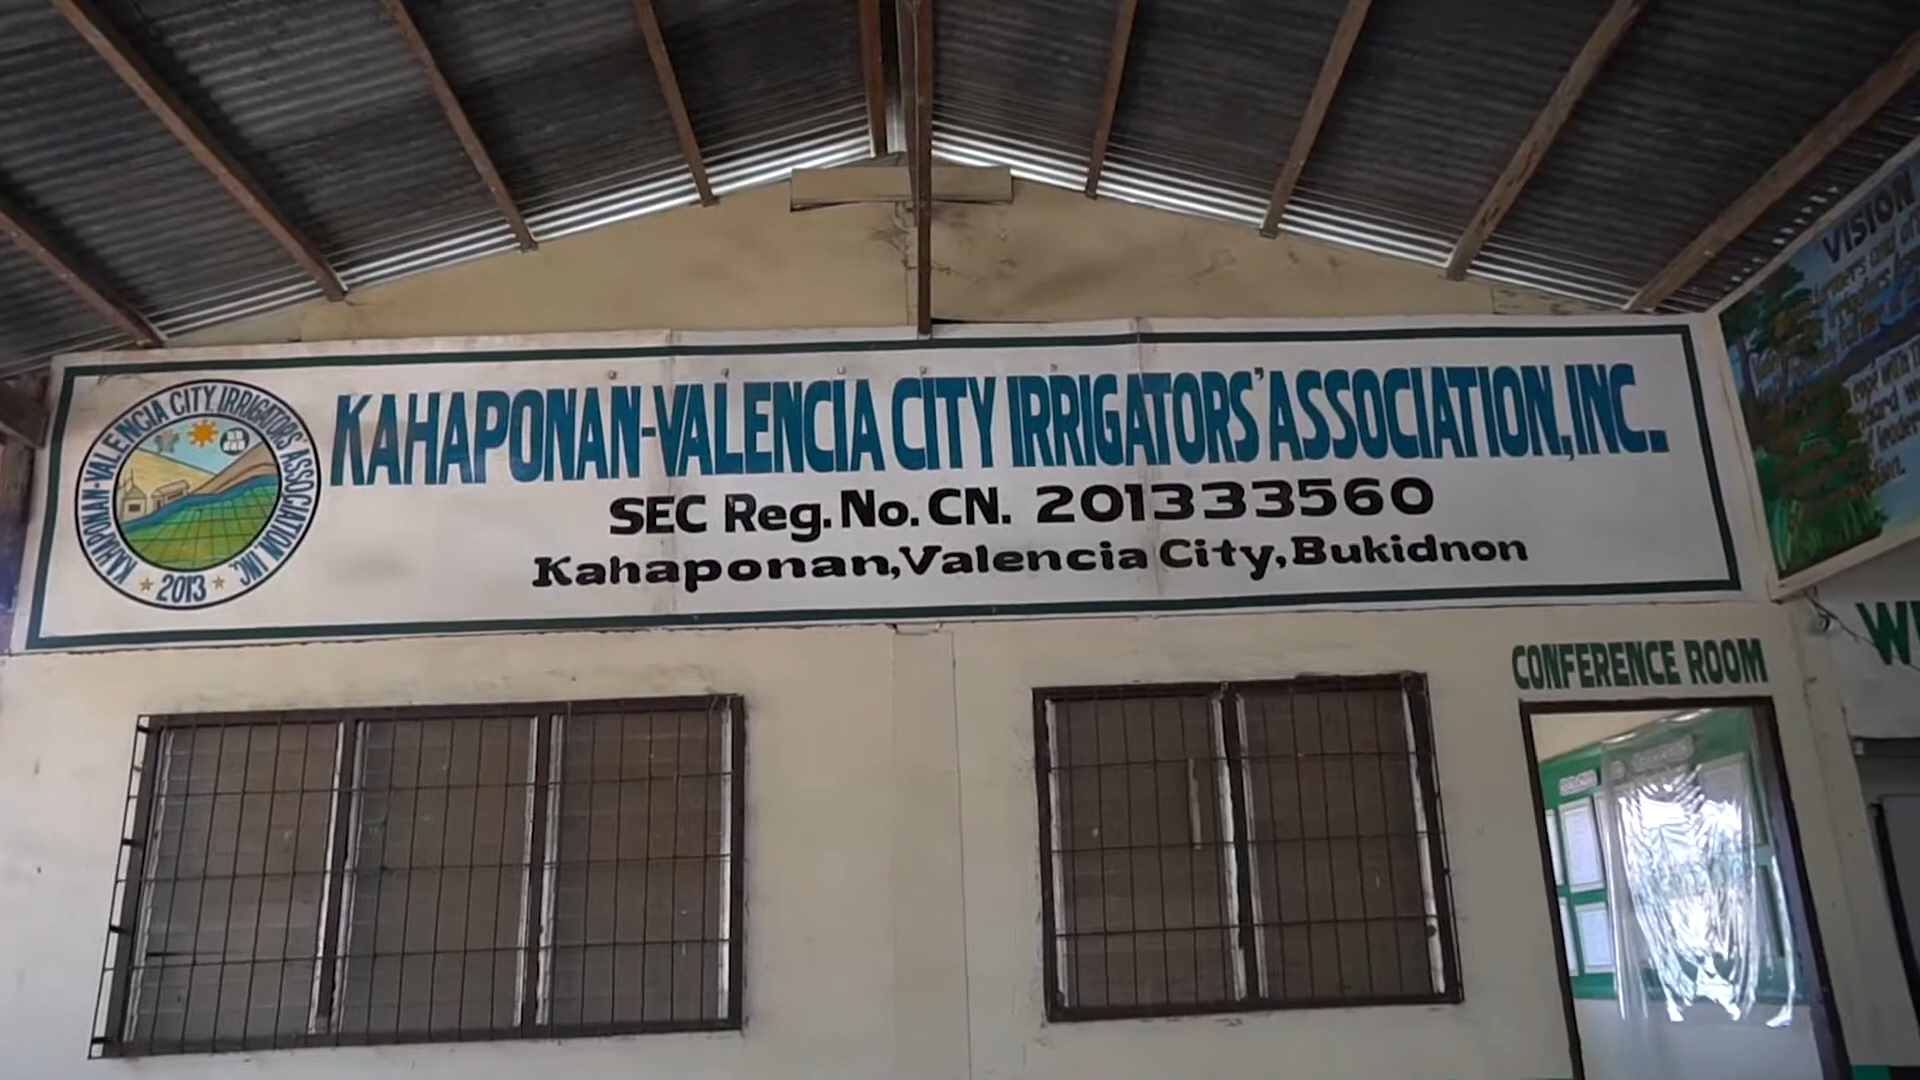 KAHAPONAN-VALENCIA CITY IRRIGATORS' ASSOCIATION, INC.
KAHAPONAN-VALENCIA CITY IRRIGATORS' ASSOCIATION, INC.
2013
SEC Reg. No. CN. 201333560
Kahaponan, Valencia City, Bukidnon
CONFERENCE ROOM
VISION